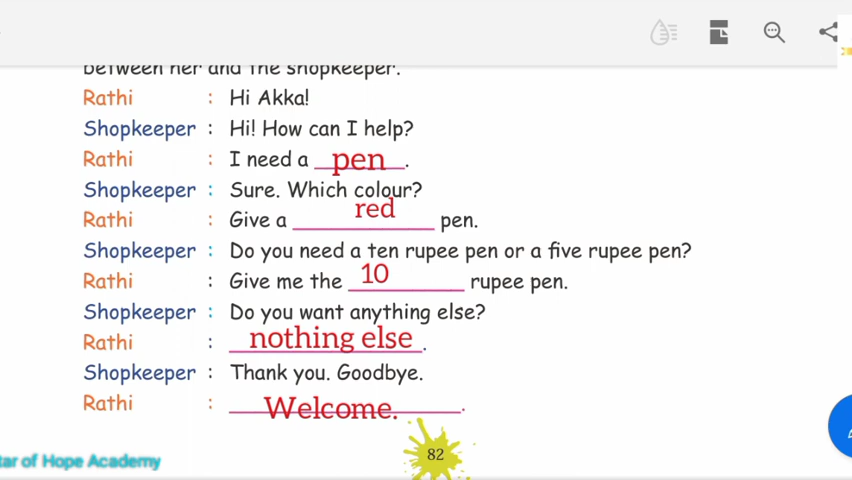 between her and the shopkeeper.
Rathi : Hi Akka!
Shopkeeper : Hi! How can I help?
Rathi : I need a pen.
Shopkeeper : Sure. Which colour?
Rathi : Give a red pen.
Shopkeeper : Do you need a ten rupee pen or a five rupee pen?
Rathi : Give me the 10 rupee pen.
Shopkeeper : Do you want anything else?
Rathi : nothing else.
Shopkeeper : Thank you. Goodbye.
Rathi : Welcome. .
82
tar of Hope Academy